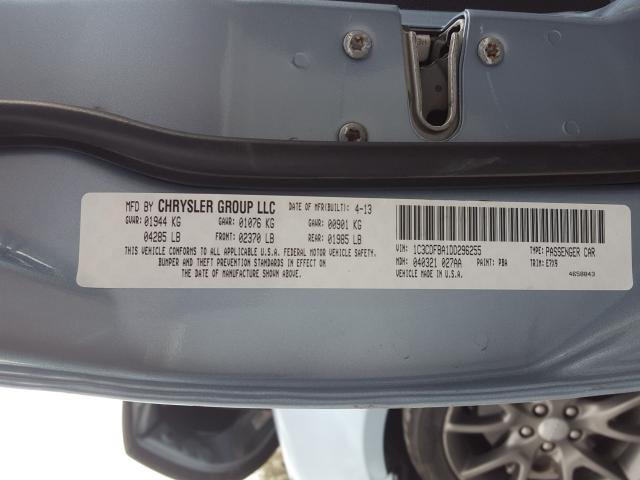 MFD BY CHRYSLER GROUP LLC DATE OF MFR(BUILT): 4-13
GVWR: 01944 KG GAWR: 01076 KG GAWR: 00901 KG
04285 LB FRONT: 02370 LB REAR: 01985 LB
THIS VEHICLE CONFORMS TO ALL APPLICABLE U.S.A. FEDERAL MOTOR VEHICLE SAFETY,
BUMPER AND THEFT PREVENTION STANDARDS IN EFFECT ON
THE DATE OF MANUFACTURE SHOWN ABOVE.
VIN: 1C3CDFBA1DD296255 TYPE: PASSENGER CAR
MDH: 040321 027AA PAINT: PBA TRIM: E7X9
MADE IN U.S.A. 4658043